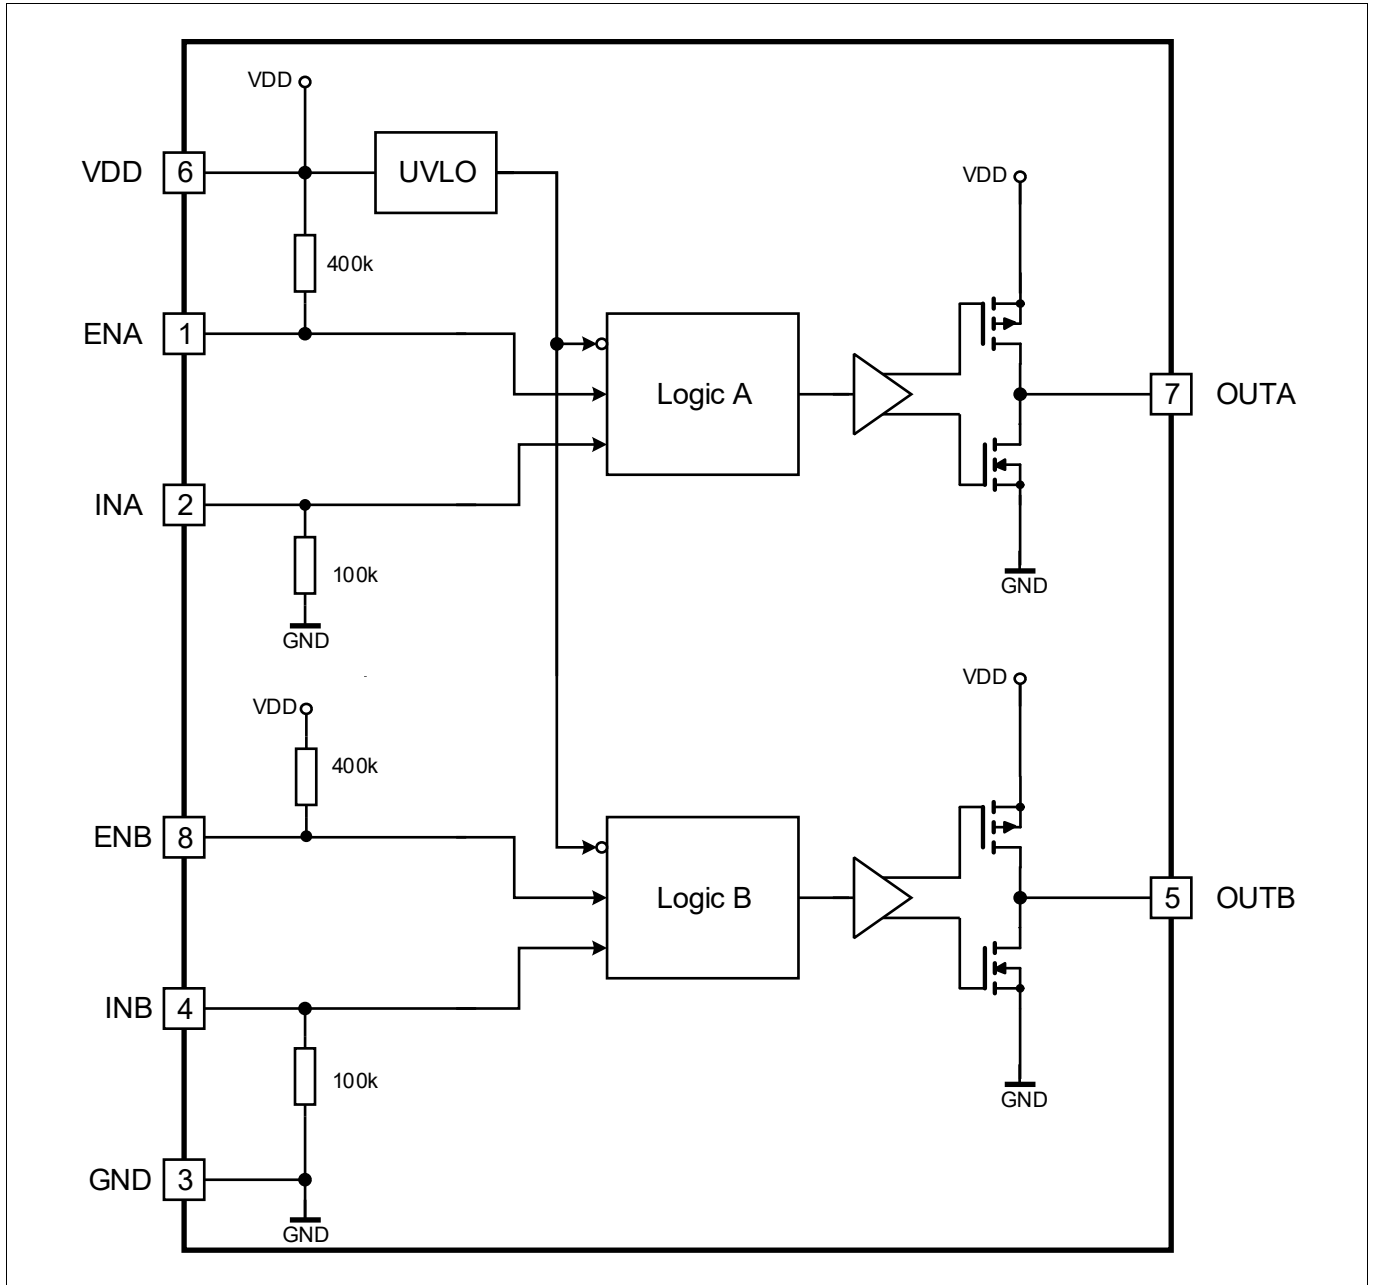 VDD
VDD 6 UVLO
VDD
400k
ENA 1
Logic A
7 OUTA
INA 2
100k
GND
GND
VDD
VDD
400k
ENB 8
Logic B
5 OUTB
INB 4
100k
GND
GND 3
GND